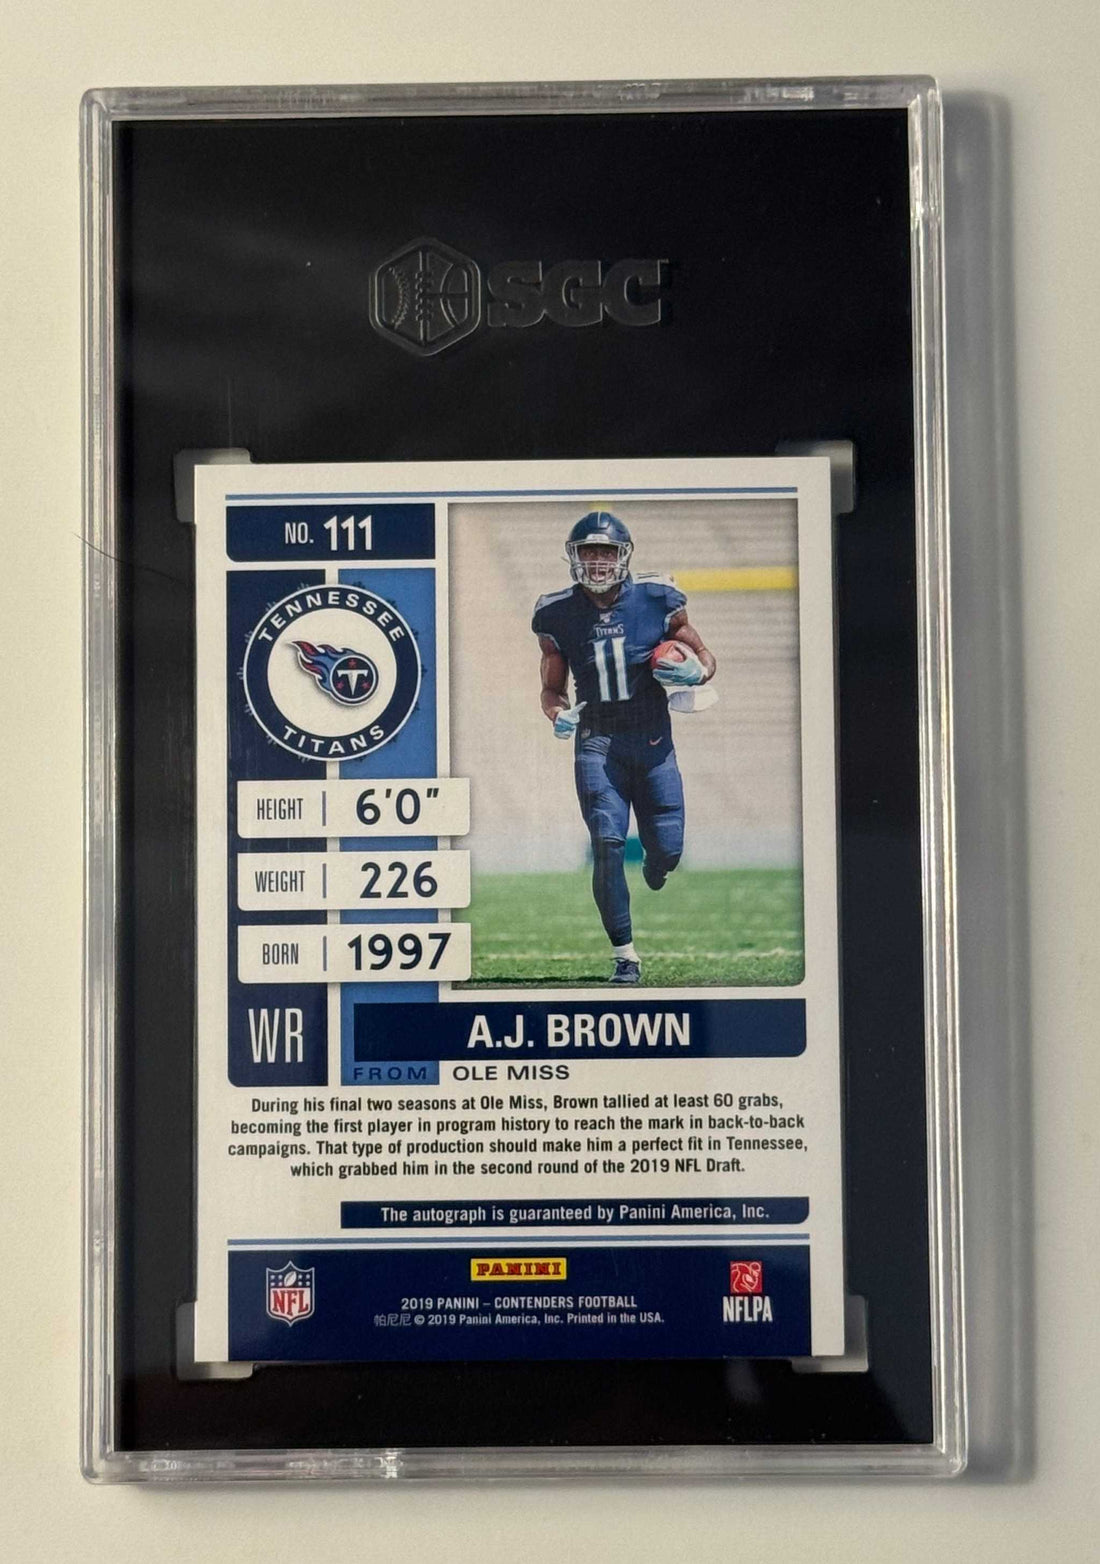 SGC
NO. 111
TENNESSEE
TITANS
11
TITANS
11
HEIGHT | 6'0"
WEIGHT | 226
BORN | 1997
WR
A.J. BROWN
FROM OLE MISS
During his final two seasons at Ole Miss, Brown tallied at least 60 grabs,
becoming the first player in program history to reach the mark in back-to-back
campaigns. That type of production should make him a perfect fit in Tennessee,
which grabbed him in the second round of the 2019 NFL Draft.
The autograph is guaranteed by Panini America, Inc.
PANINI
NFL
2019 PANINI – CONTENDERS FOOTBALL
帕尼尼 © 2019 Panini America, Inc. Printed in the USA.
NFLPA